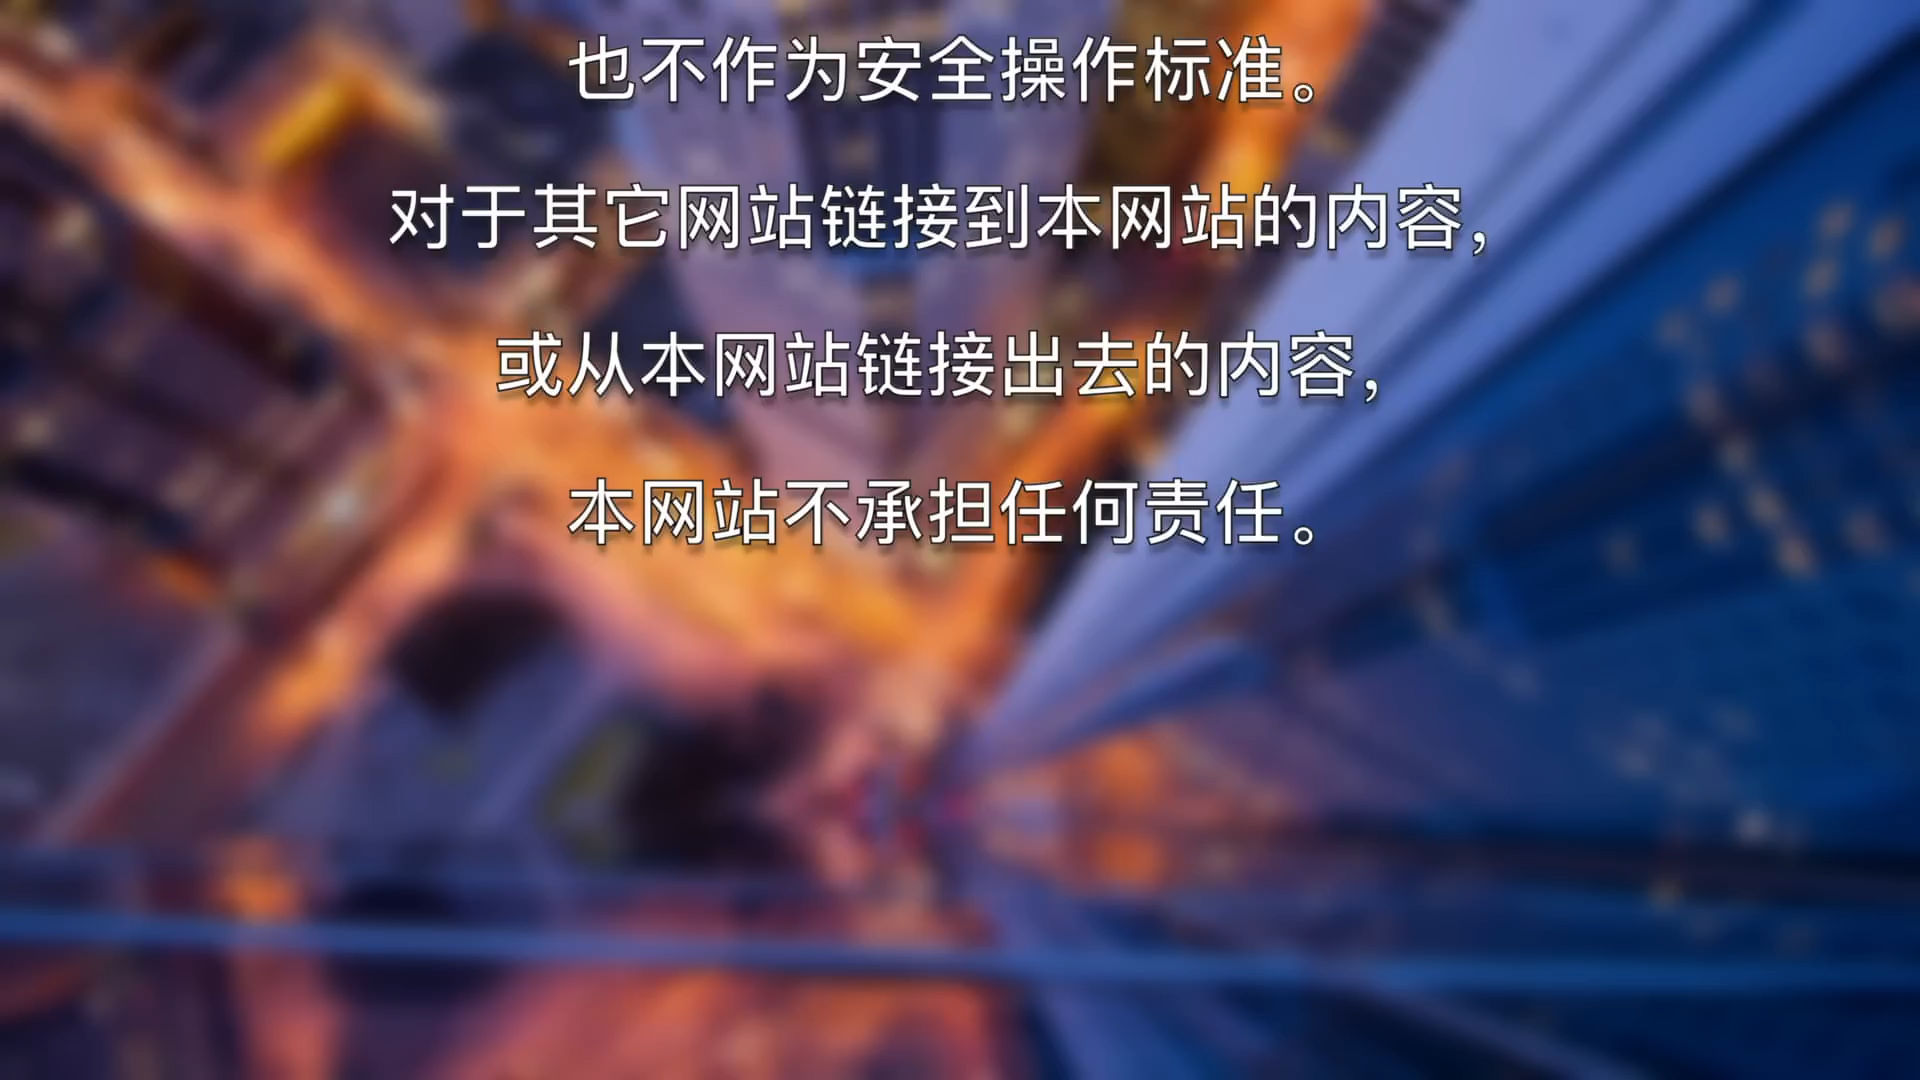 也不作为安全操作标准。
对于其它网站链接到本网站的内容，
或从本网站链接出去的内容，
本网站不承担任何责任。